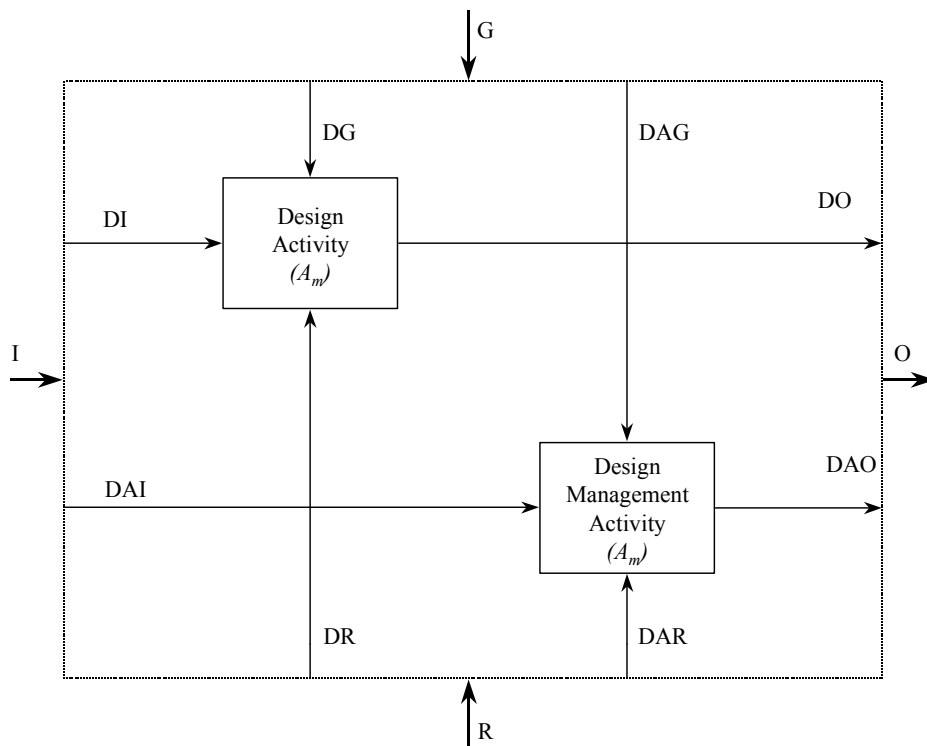 G
DG
DAG
DI
Design
Activity
(Am)
DO
I
O
DAI
Design
Management
Activity
(Am)
DAO
DR
DAR
R